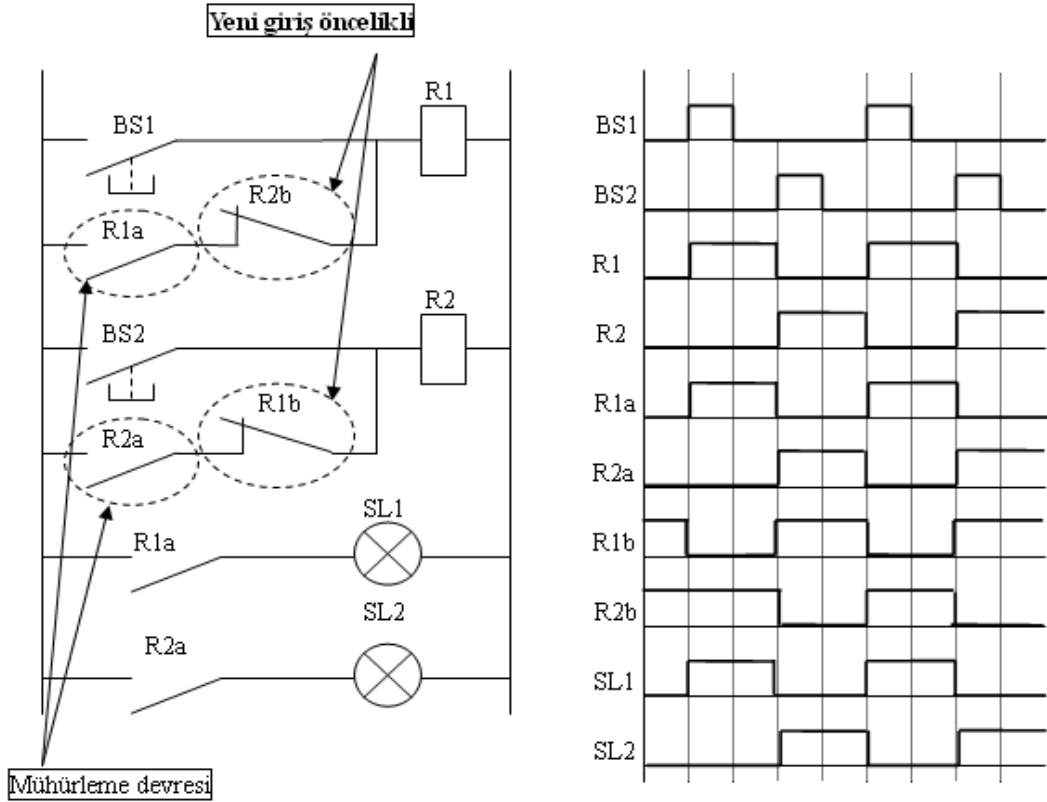 Yeni giriş öncelikli
R1
BS1
R2b
R1a
R2
BS2
R1b
R2a
SL1
R1a
SL2
R2a
Mühürleme devresi
BS1
BS2
R1
R2
R1a
R2a
R1b
R2b
SL1
SL2